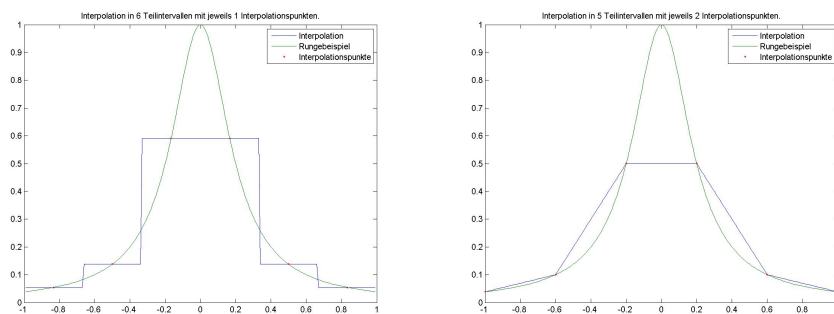 Interpolation in 6 Teilintervallen mit jeweils 1 Interpolationspunkten.
1
0.9
0.8
0.7
0.6
0.5
0.4
0.3
0.2
0.1
0
-1 -0.8 -0.6 -0.4 -0.2 0 0.2 0.4 0.6 0.8 1
Interpolation
Rungebeispiel
Interpolationspunkte
Interpolation in 5 Teilintervallen mit jeweils 2 Interpolationspunkten.
1
0.9
0.8
0.7
0.6
0.5
0.4
0.3
0.2
0.1
0
-1 -0.8 -0.6 -0.4 -0.2 0 0.2 0.4 0.6 0.8
Interpolation
Rungebeispiel
Interpolationspunkte